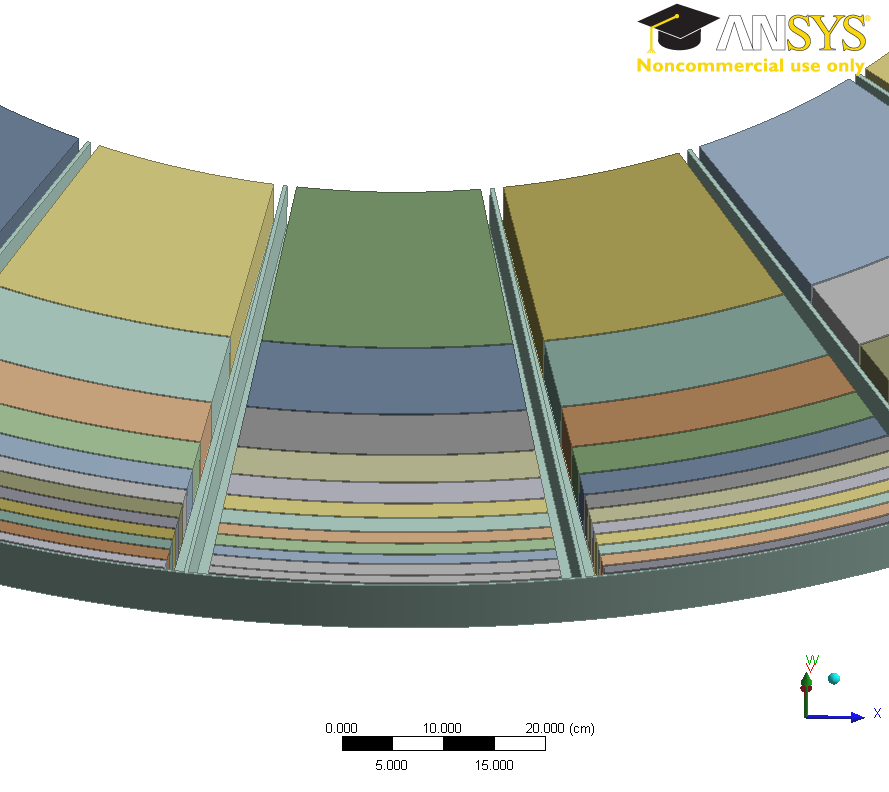 ANSYS®
Noncommercial use only
0.000 10.000 20.000 (cm)
5.000 15.000
X